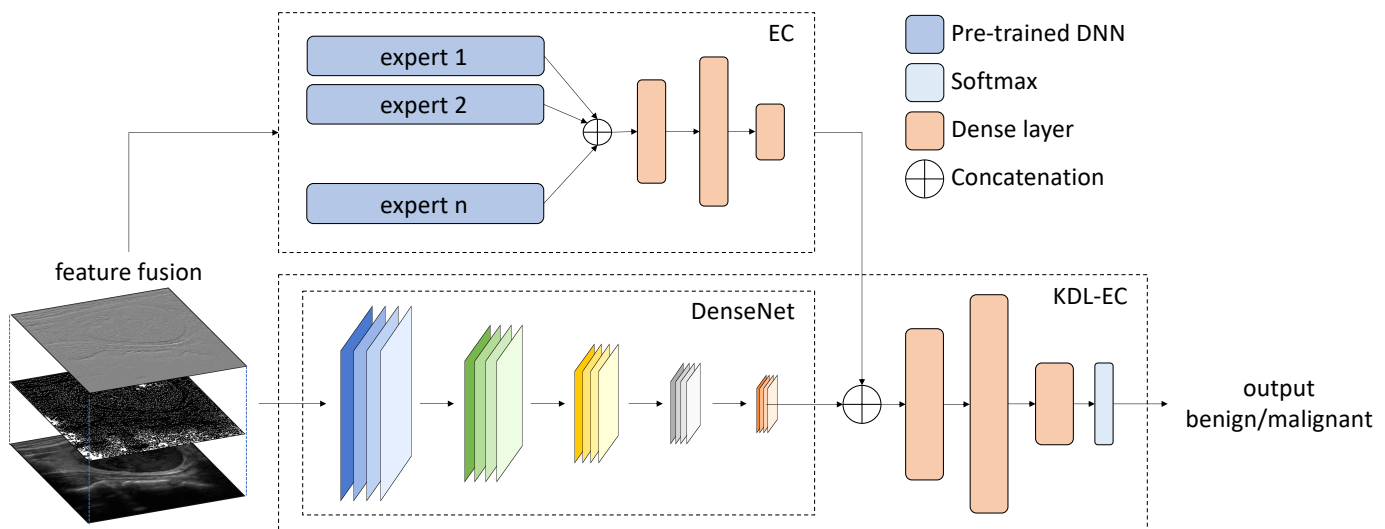 EC
expert 1
expert 2
expert n
Pre-trained DNN
Softmax
Dense layer
Concatenation
feature fusion
KDL-EC
DenseNet
output
benign/malignant